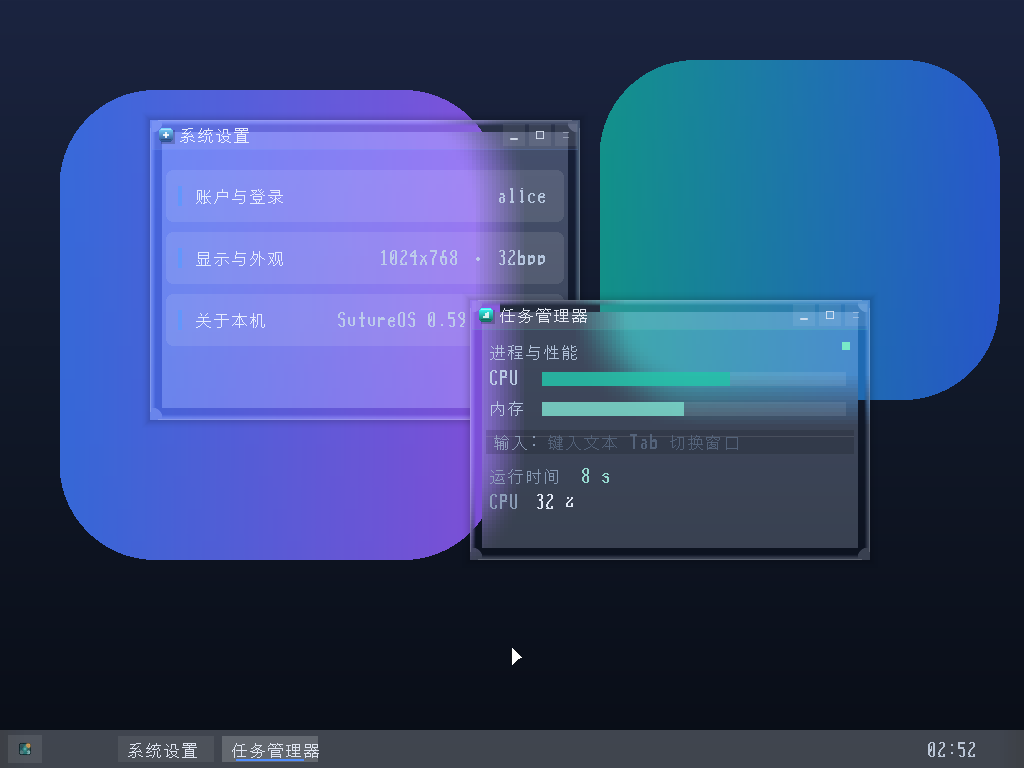 系统设置
账户与登录 alice
显示与外观 1024x768 · 32bpp
关于本机 SutureOS 0.59
任务管理器
进程与性能
CPU
内存
输入: 键入文本 Tab 切换窗口
运行时间 8 s
CPU 32 %
系统设置 任务管理器 02:52